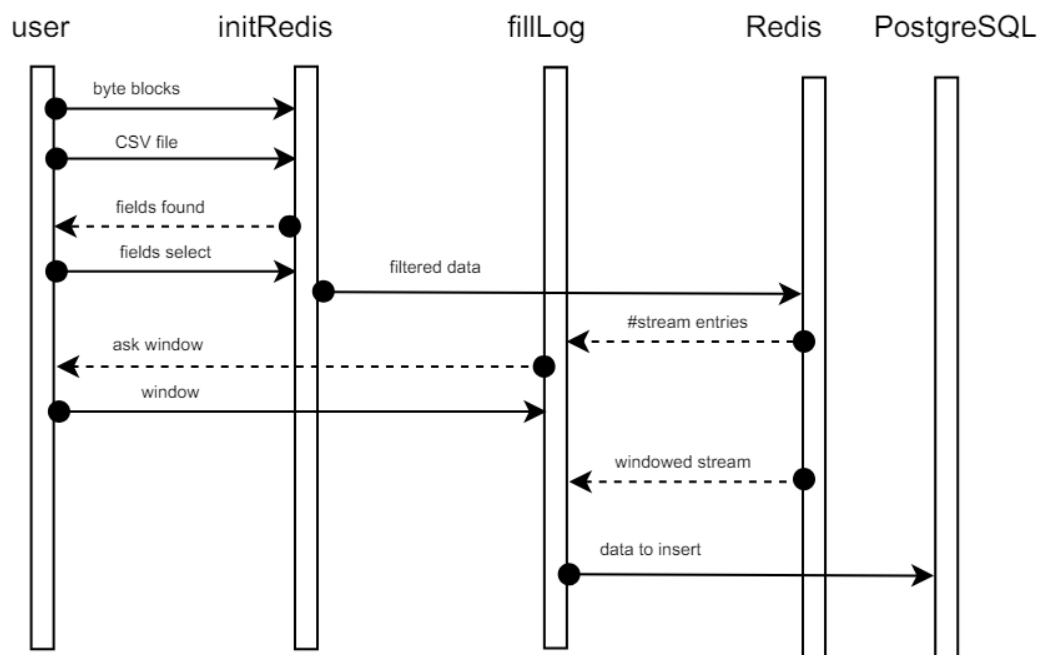 user
initRedis
fillLog
Redis
PostgreSQL
byte blocks
CSV file
fields found
fields select
filtered data
#stream entries
ask window
window
windowed stream
data to insert